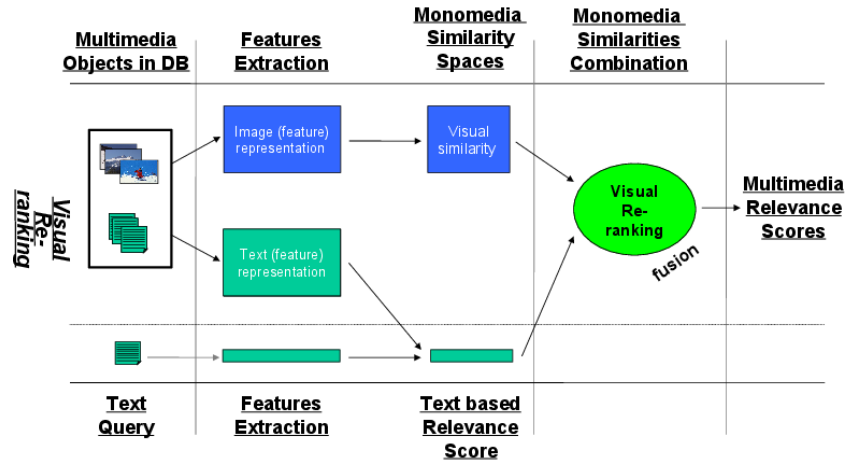 Multimedia
Objects in DB
Features
Extraction
Monomedia
Similarity
Spaces
Monomedia
Similarities
Combination
Visual
Re-
ranking
Image (feature)
representation
Visual
similarity
Text (feature)
representation
Visual
Re-
ranking
fusion
Multimedia
Relevance
Scores
Text
Query
Features
Extraction
Text based
Relevance
Score